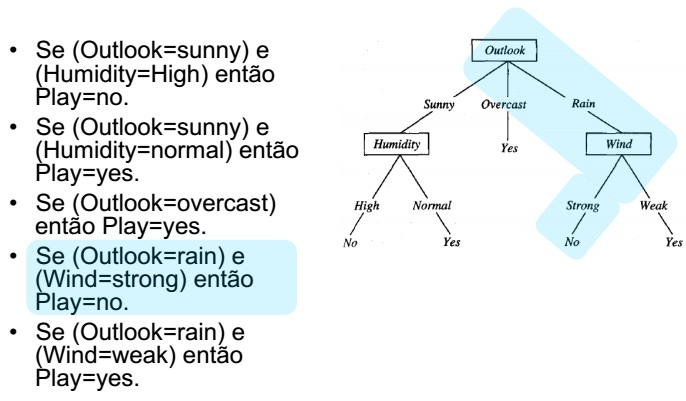 • Se (Outlook=sunny) e
(Humidity=High) então
Play=no.
• Se (Outlook=sunny) e
(Humidity=normal) então
Play=yes.
• Se (Outlook=overcast)
então Play=yes.
• Se (Outlook=rain) e
(Wind=strong) então
Play=no.
• Se (Outlook=rain) e
(Wind=weak) então
Play=yes.
Outlook
Sunny Overcast Rain
Humidity Yes Wind
High Normal Strong Weak
No Yes No Yes